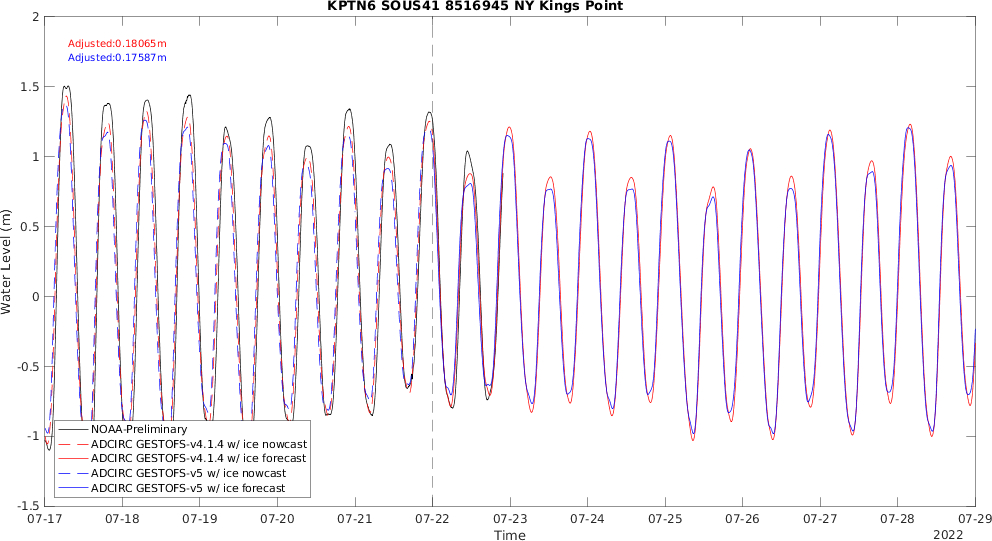 KPTN6 SOUS41 8516945 NY Kings Point
Adjusted:0.18065m
Adjusted:0.17587m
Water Level (m)
2
1.5
1
0.5
0
-0.5
-1
-1.5
NOAA-Preliminary
ADCIRC GESTOFS-v4.1.4 w/ ice nowcast
ADCIRC GESTOFS-v4.1.4 w/ ice forecast
ADCIRC GESTOFS-v5 w/ ice nowcast
ADCIRC GESTOFS-v5 w/ ice forecast
07-17 07-18 07-19 07-20 07-21 07-22 07-23 07-24 07-25 07-26 07-27 07-28 07-29
Time
2022